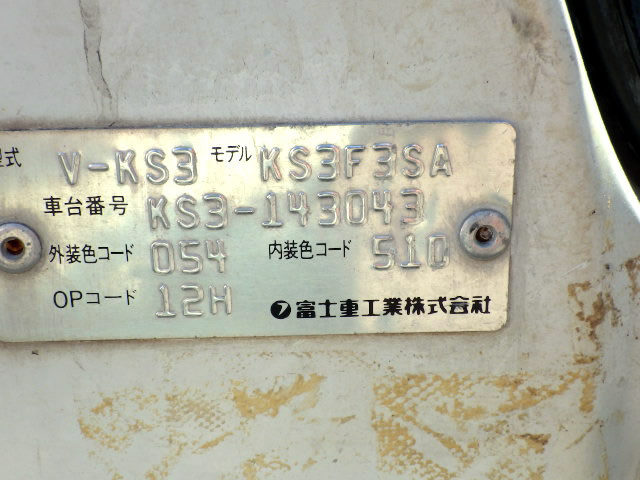 型式 V-KS3 モデル KS3F3SA
車台番号 KS3-143043
外装色コード 054 内装色コード 510
OPコード 12H 富士重工業株式会社